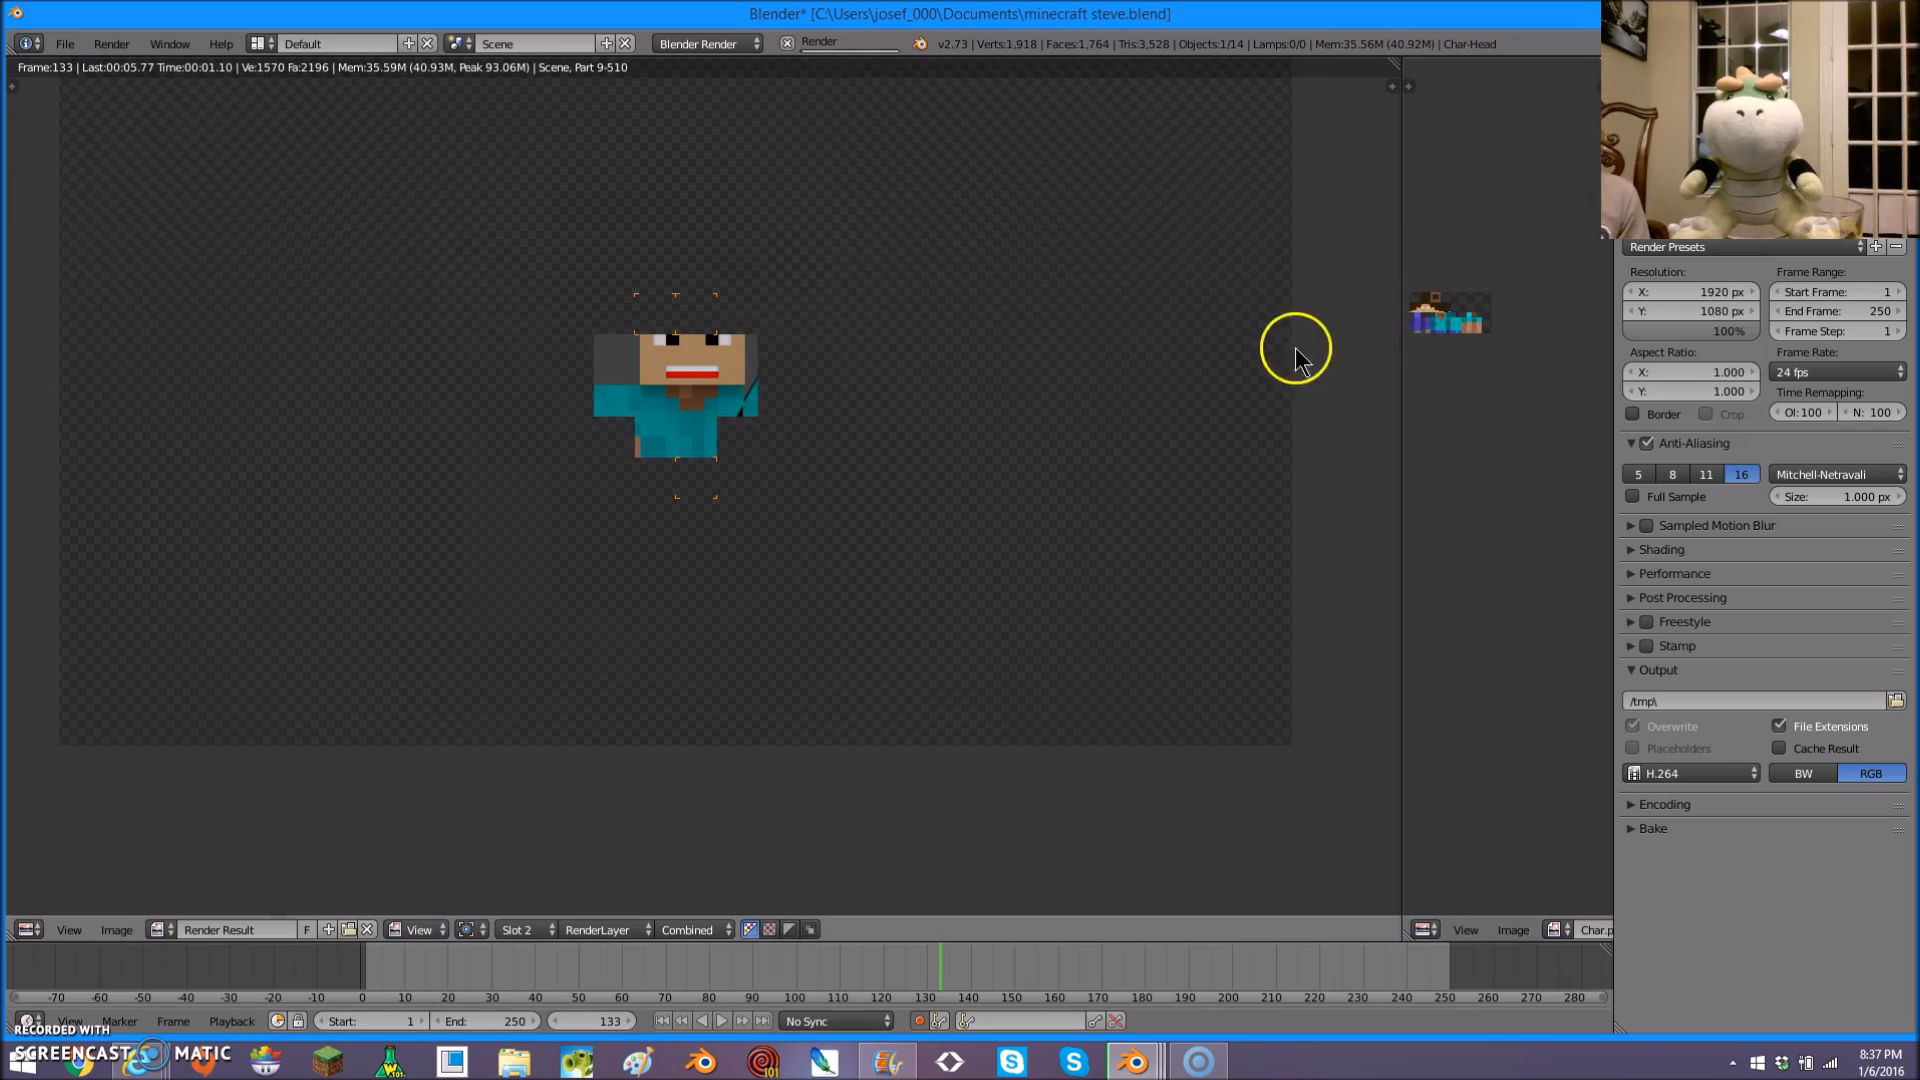 Blender* [C:\Users\josef_000\Documents\minecraft steve.blend]
File Render Window Help Default Scene Blender Render Render v2.73 | Verts:1,918 | Faces:1,764 | Tris:3,528 | Objects:1/14 | Lamps:0/0 | Mem:35.56M (40.92M) | Char-Head
Frame:133 | Last:00:05.77 Time:00:01.10 | Ve:1570 Fa:2196 | Mem:35.59M (40.93M, Peak 93.06M) | Scene, Part 9-510
Render Presets
Resolution: Frame Range:
X: 1920 px Start Frame: 1
Y: 1080 px End Frame: 250
100% Frame Step: 1
Aspect Ratio: Frame Rate:
X: 1.000 24 fps
Y: 1.000 Time Remapping:
Border Crop Ol:100 N: 100
Anti-Aliasing
5 8 11 16 Mitchell-Netravali
Full Sample Size: 1.000 px
Sampled Motion Blur
Shading
Performance
Post Processing
Freestyle
Stamp
Output
/tmp\
Overwrite File Extensions
Placeholders Cache Result
H.264 BW RGB
Encoding
Bake
View Image Render Result F View Slot 2 RenderLayer Combined View Image Char.p
-70 -60 -50 -40 -30 -20 -10 0 10 20 30 40 50 60 70 80 90 100 110 120 130 140 150 160 170 180 190 200 210 220 230 240 250 260 270 280
View Marker Frame Playback Start: 1 End: 250 133 No Sync
RECORDED WITH
SCREENCAST MATIC
101
101
8:37 PM
1/6/2016